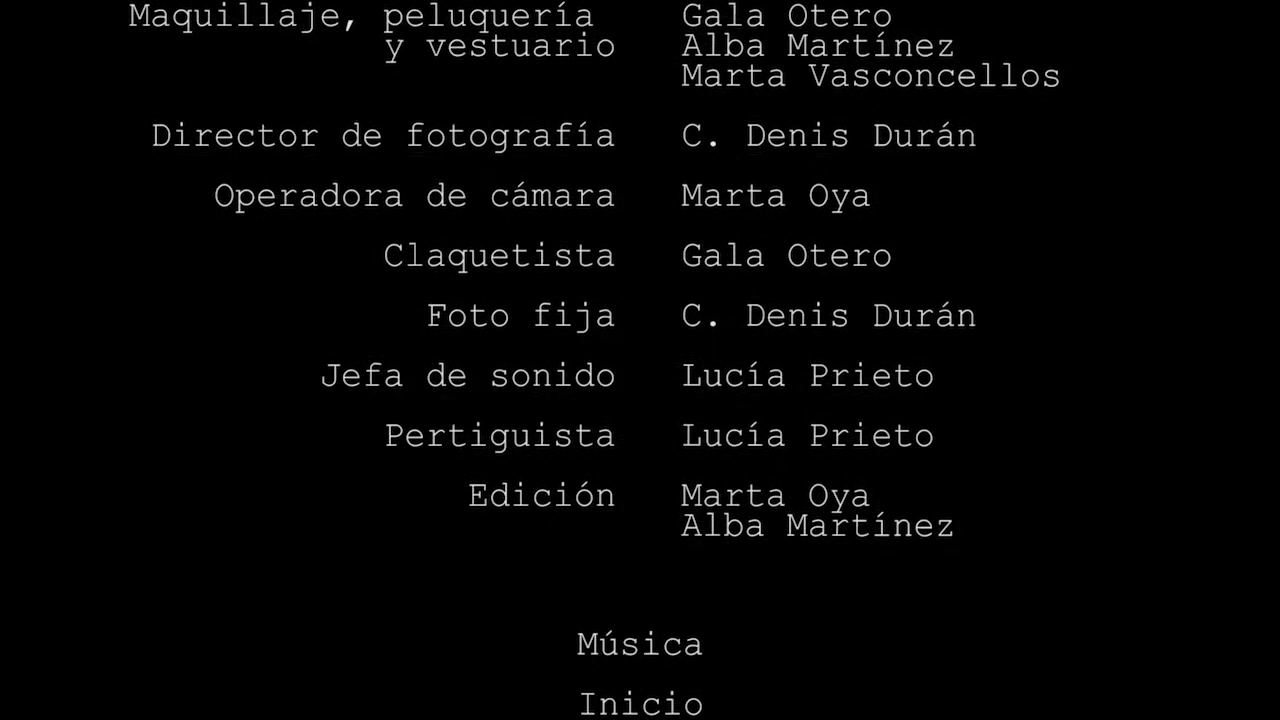 Maquillaje, peluquería Gala Otero
y vestuario Alba Martínez
Marta Vasconcellos
Director de fotografía C. Denis Durán
Operadora de cámara Marta Oya
Claquetista Gala Otero
Foto fija C. Denis Durán
Jefa de sonido Lucía Prieto
Pertiguista Lucía Prieto
Edición Marta Oya
Alba Martínez
Música
Inicio